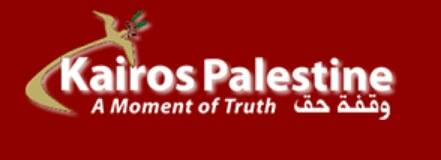 Kairos Palestine
A Moment of Truth وقفة حق